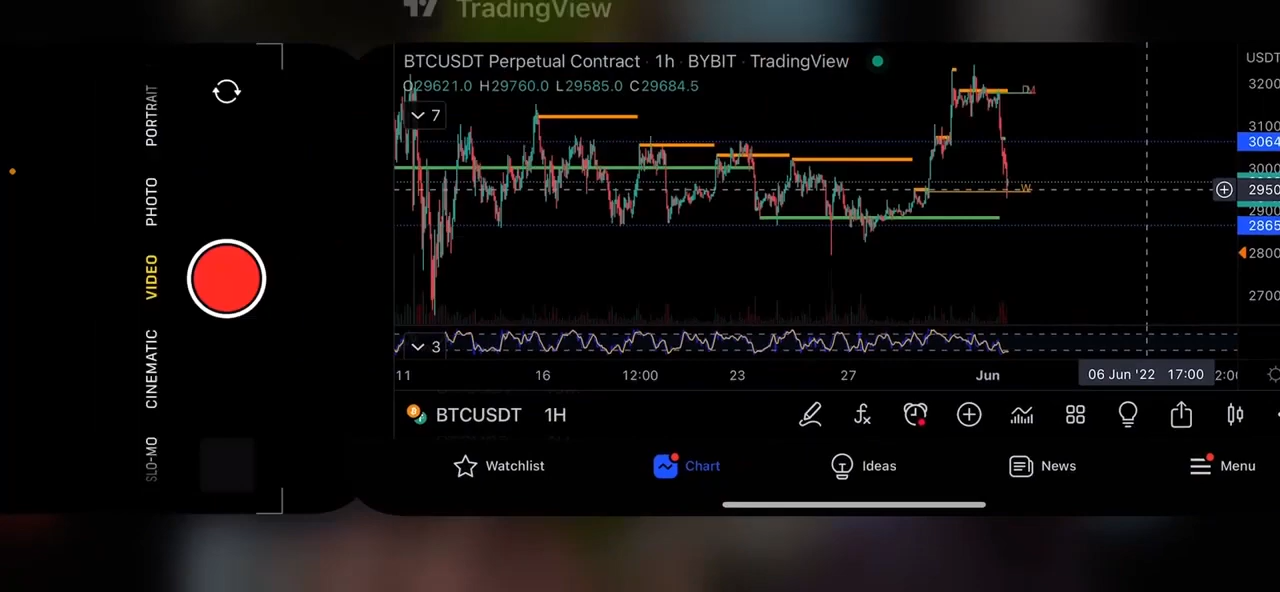 TradingView
PORTRAIT
PHOTO
VIDEO
CINEMATIC
SLO-MO
BTCUSDT Perpetual Contract · 1h · BYBIT · TradingView
O29621.0 H29760.0 L29585.0 C29684.5
7
USDT
3200
3100
3064
3000
2950
2900
2865
2800
2700
W
3
11 16 12:00 23 27 Jun 06 Jun '22 17:00
BTCUSDT 1H
Watchlist Chart Ideas News Menu